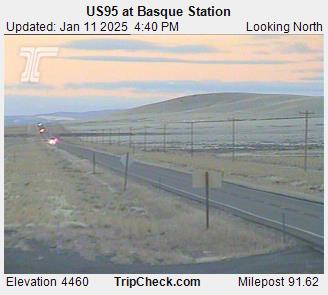 US95 at Basque Station
Updated: Jan 11 2025 4:40 PM Looking North
Elevation 4460 TripCheck.com Milepost 91.62